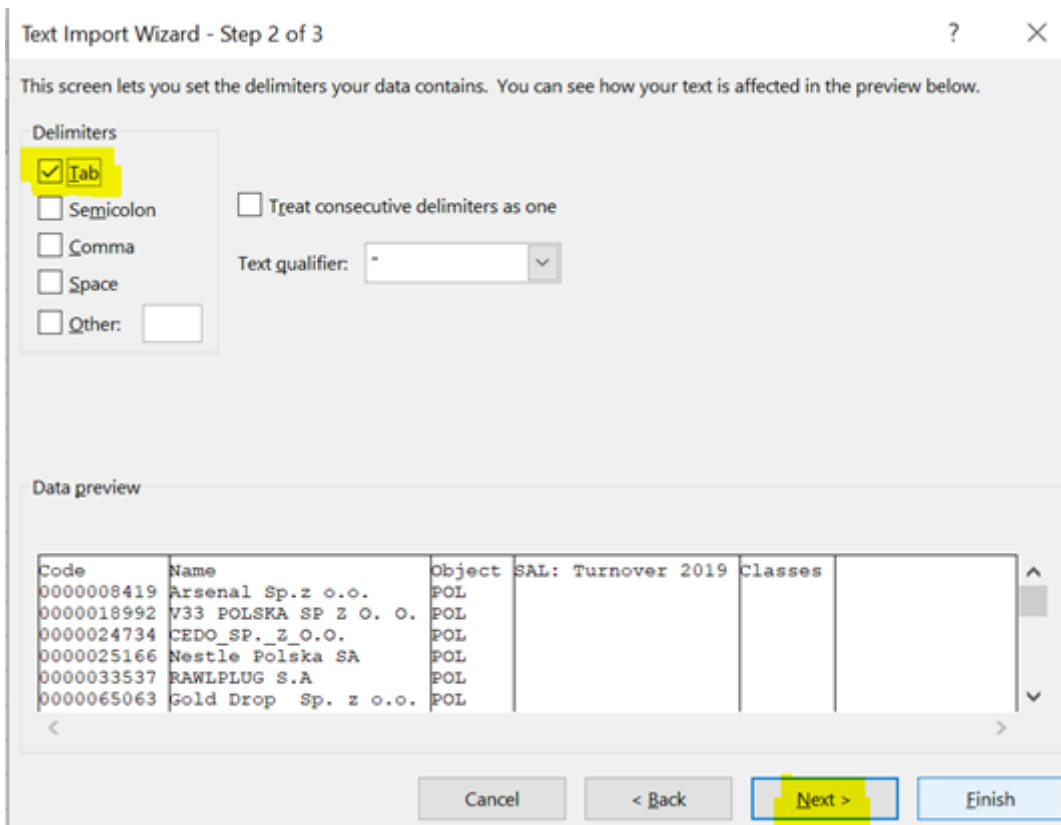 Text Import Wizard - Step 2 of 3 ?
This screen lets you set the delimiters your data contains. You can see how your text is affected in the preview below.
Delimiters
Tab
Semicolon
Comma
Space
Other:
Treat consecutive delimiters as one
Text qualifier: "
Data preview
Code Name Object SAL: Turnover 2019 Classes
0000008419 Arsenal Sp.z o.o. POL
0000018992 V33 POLSKA SP Z O. O. POL
0000024734 CEDO_SP._Z_O.O. POL
0000025166 Nestle Polska SA POL
0000033537 RAWLPLUG S.A POL
0000065063 Gold Drop  Sp. z o.o. POL
Cancel < Back Next > Finish